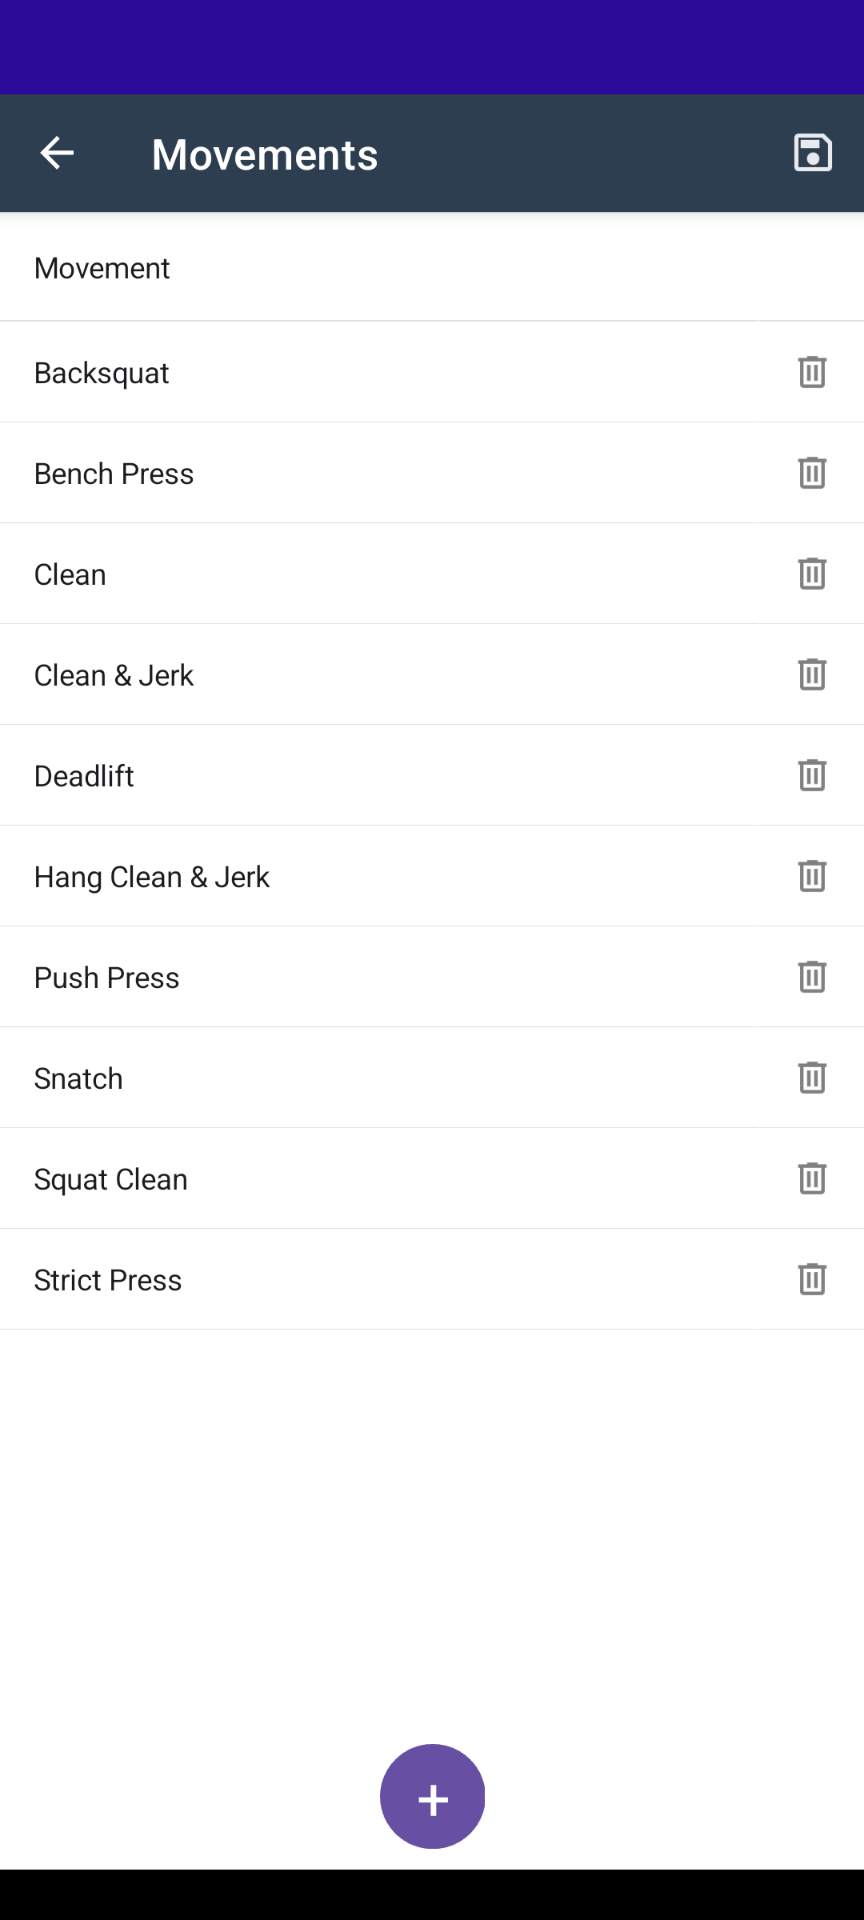 Movements
Movement
Backsquat
Bench Press
Clean
Clean & Jerk
Deadlift
Hang Clean & Jerk
Push Press
Snatch
Squat Clean
Strict Press